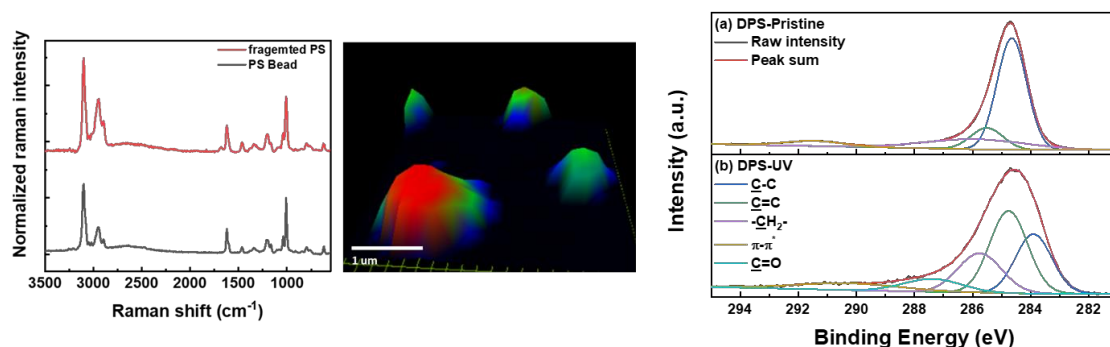 Normalized raman intensity
fragemted PS
PS Bead
3500 3000 2500 2000 1500 1000
Raman shift (cm⁻¹)
1 um
Intensity (a.u.)
(a) DPS-Pristine
Raw intensity
Peak sum
(b) DPS-UV
C-C
C=C
-CH₂-
π-π*
C=O
294 292 290 288 286 284 282
Binding Energy (eV)